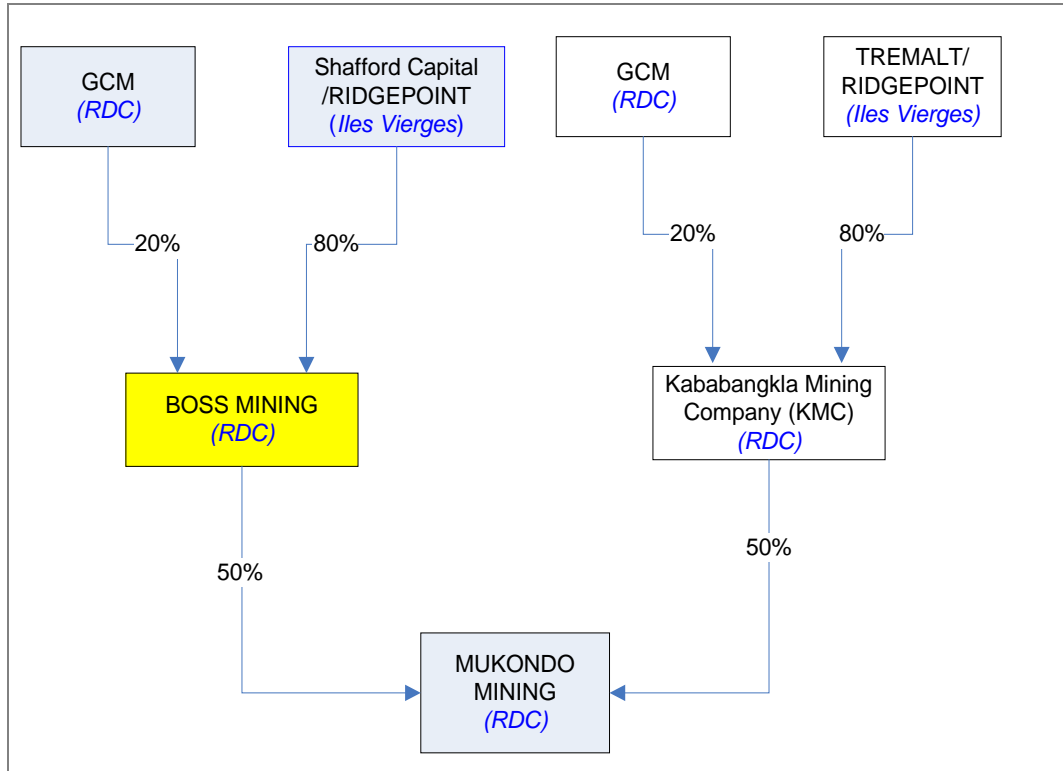 GCM
(RDC)
Shafford Capital
/RIDGEPOINT
(Iles Vierges)
GCM
(RDC)
TREMALT/
RIDGEPOINT
(Iles Vierges)
20%
80%
20%
80%
BOSS MINING
(RDC)
Kababangkla Mining
Company (KMC)
(RDC)
50%
50%
MUKONDO
MINING
(RDC)